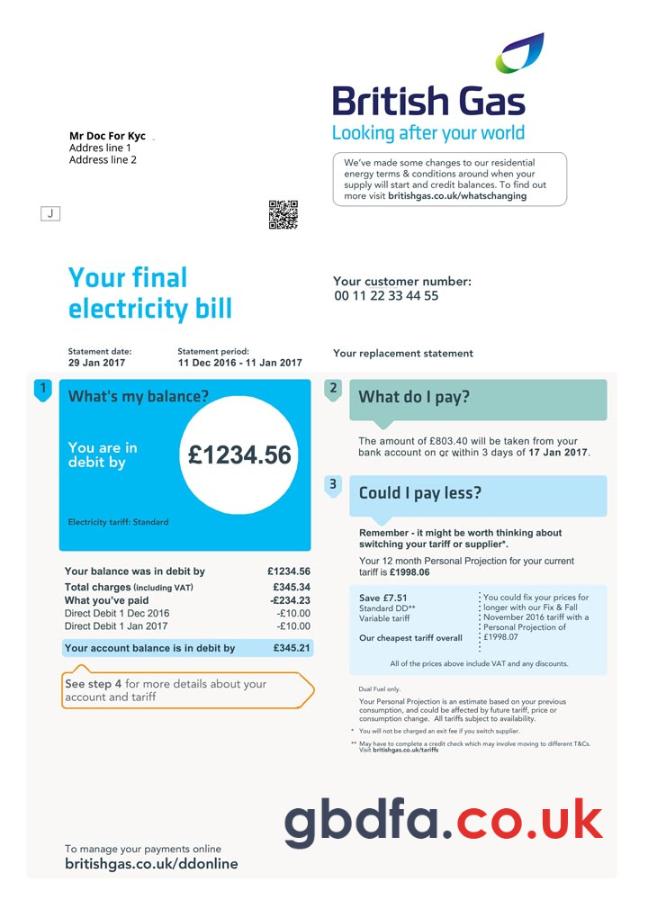 British Gas
Looking after your world
Mr Doc For Kyc
Addres line 1
Address line 2
We've made some changes to our residential
energy terms & conditions around when your
supply will start and credit balances. To find out
more visit britishgas.co.uk/whatschanging
J
Your final
electricity bill
Your customer number:
00 11 22 33 44 55
Statement date:
29 Jan 2017
Statement period:
11 Dec 2016 - 11 Jan 2017
Your replacement statement
1
What's my balance?
You are in
debit by
£1234.56
Electricity tariff: Standard
Your balance was in debit by £1234.56
Total charges (including VAT) £345.34
What you've paid -£234.23
Direct Debit 1 Dec 2016 -£10.00
Direct Debit 1 Jan 2017 -£10.00
Your account balance is in debit by £345.21
See step 4 for more details about your
account and tariff
2
What do I pay?
The amount of £803.40 will be taken from your
bank account on or within 3 days of 17 Jan 2017.
3
Could I pay less?
Remember - it might be worth thinking about
switching your tariff or supplier*.
Your 12 month Personal Projection for your current
tariff is £1998.06
Save £7.51
Standard DD**
Variable tariff
Our cheapest tariff overall
You could fix your prices for
longer with our Fix & Fall
November 2016 tariff with a
Personal Projection of
£1998.07
All of the prices above include VAT and any discounts.
Dual Fuel only.
Your Personal Projection is an estimate based on your previous
consumption, and could be affected by future tariff, price or
consumption change. All tariffs subject to availability.
* You will not be charged an exit fee if you switch supplier.
** May have to complete a credit check which may involve moving to different T&Cs.
Visit britishgas.co.uk/tariffs
gbdfa.co.uk
To manage your payments online
britishgas.co.uk/ddonline